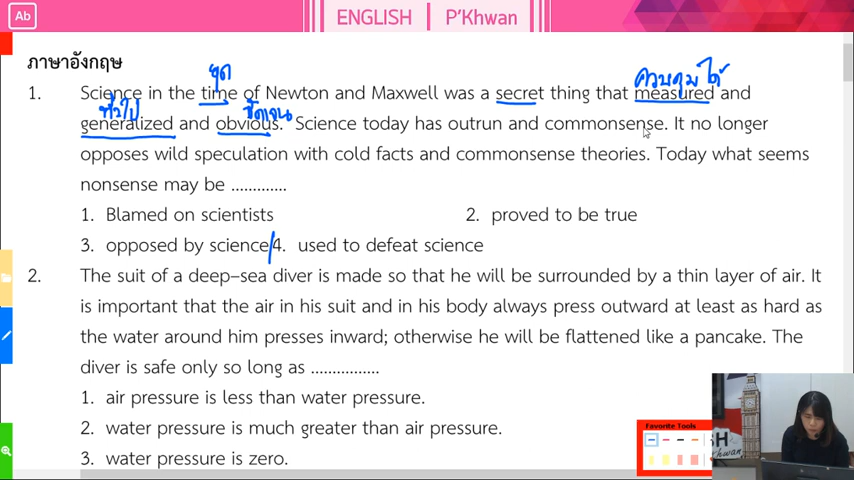 Ab
ENGLISH P'Khwan
ภาษาอังกฤษ
ยุค ควบคุมได้
1. Science in the time of Newton and Maxwell was a secret thing that measured and
ทั่วไป ชัดเจน
generalized and obvious. Science today has outrun and commonsense. It no longer
opposes wild speculation with cold facts and commonsense theories. Today what seems
nonsense may be .............
1. Blamed on scientists 2. proved to be true
3. opposed by science 4. used to defeat science
2. The suit of a deep–sea diver is made so that he will be surrounded by a thin layer of air. It
is important that the air in his suit and in his body always press outward at least as hard as
the water around him presses inward; otherwise he will be flattened like a pancake. The
diver is safe only so long as ................
1. air pressure is less than water pressure.
2. water pressure is much greater than air pressure.
3. water pressure is zero.
Favorite Tools